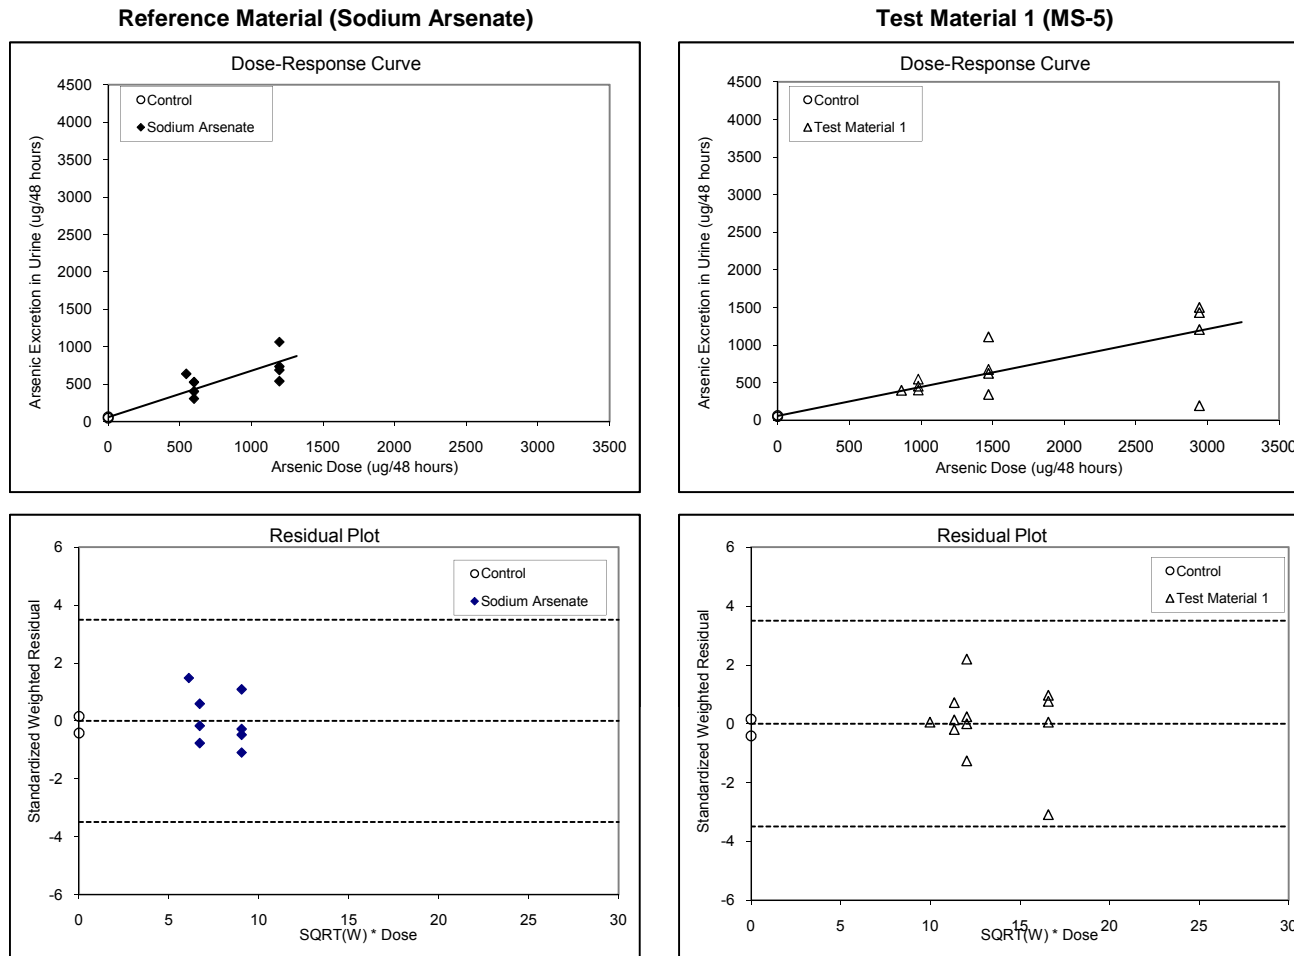 Reference Material (Sodium Arsenate)
Test Material 1 (MS-5)
Dose-Response Curve
4500
4000
3500
3000
2500
2000
1500
1000
500
0
Arsenic Excretion in Urine (ug/48 hours)
Control
Sodium Arsenate
0 500 1000 1500 2000 2500 3000 3500
Arsenic Dose (ug/48 hours)
Dose-Response Curve
4500
4000
3500
3000
2500
2000
1500
1000
500
0
Arsenic Excretion in Urine (ug/48 hours)
Control
Test Material 1
0 500 1000 1500 2000 2500 3000 3500
Arsenic Dose (ug/48 hours)
Residual Plot
6
4
2
0
-2
-4
-6
Standardized Weighted Residual
Control
Sodium Arsenate
0 5 10 15 20 25 30
SQRT(W) * Dose
Residual Plot
6
4
2
0
-2
-4
-6
Standardized Weighted Residual
Control
Test Material 1
0 5 10 15 20 25 30
SQRT(W) * Dose